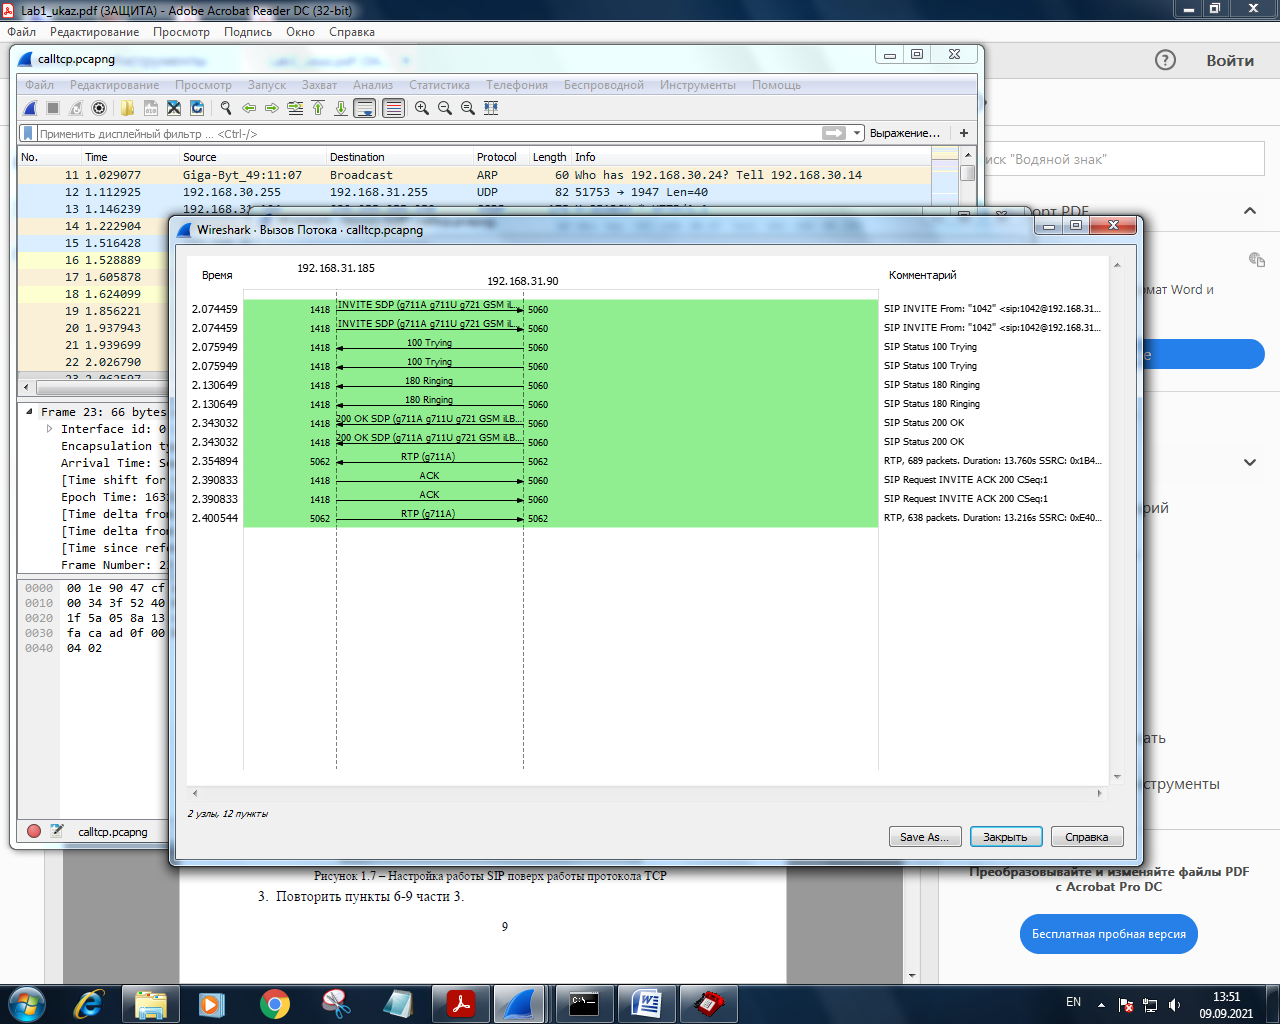 Lab1_ukaz.pdf (ЗАЩИТА) - Adobe Acrobat Reader DC (32-bit)
Файл Редактирование Просмотр Подпись Окно Справка
Войти
calltcp.pcapng
Файл Редактирование Просмотр Запуск Захват Анализ Статистика Телефония Беспроводной Инструменты Помощь
Применить дисплейный фильтр ... <Ctrl-/>
Выражение… +
No. Time Source Destination Protocol Length Info
11 1.029077 Giga-Byt_49:11:07 Broadcast ARP 60 Who has 192.168.30.24? Tell 192.168.30.14
12 1.112925 192.168.30.255 192.168.31.255 UDP 82 51753 → 1947 Len=40
13 1.146239
14 1.222904
15 1.516428
16 1.528889
17 1.605878
18 1.624099
19 1.856221
20 1.937943
21 1.939699
22 2.026790
23 2.062597
Frame 23: 66 bytes
Interface id: 0
Encapsulation ty
Arrival Time: Se
[Time shift for
Epoch Time: 1631
[Time delta from
[Time delta from
[Time since refe
Frame Number: 2
0000 00 1e 90 47 cf
0010 00 34 3f 52 40
0020 1f 5a 05 8a 13
0030 fa ca ad 0f 00
0040 04 02
calltcp.pcapng
Wireshark · Вызов Потока · calltcp.pcapng
Время 192.168.31.185 192.168.31.90 Комментарий
2.074459 1418 INVITE SDP (g711A g711U g721 GSM iL... 5060 SIP INVITE From: "1042" <sip:1042@192.168.31...
2.074459 1418 INVITE SDP (g711A g711U g721 GSM iL... 5060 SIP INVITE From: "1042" <sip:1042@192.168.31...
2.075949 1418 100 Trying 5060 SIP Status 100 Trying
2.075949 1418 100 Trying 5060 SIP Status 100 Trying
2.130649 1418 180 Ringing 5060 SIP Status 180 Ringing
2.130649 1418 180 Ringing 5060 SIP Status 180 Ringing
2.343032 1418 200 OK SDP (g711A g711U g721 GSM iLB... 5060 SIP Status 200 OK
2.343032 1418 200 OK SDP (g711A g711U g721 GSM iLB... 5060 SIP Status 200 OK
2.354894 5062 RTP (g711A) 5062 RTP, 689 packets. Duration: 13.760s SSRC: 0x1B4...
2.390833 1418 ACK 5060 SIP Request INVITE ACK 200 CSeq:1
2.390833 1418 ACK 5060 SIP Request INVITE ACK 200 CSeq:1
2.400544 5062 RTP (g711A) 5062 RTP, 638 packets. Duration: 13.216s SSRC: 0xE40...
2 узлы, 12 пункты
Save As... Закрыть Справка
иск "Водяной знак"
орт PDF
мат Word и
рий
ать
струменты
Преобразовывайте и изменяйте файлы PDF
с Acrobat Pro DC
Бесплатная пробная версия
Рисунок 1.7 – Настройка работы SIP поверх работы протокола TCP
3. Повторить пункты 6-9 части 3.
9
EN
13:51
09.09.2021